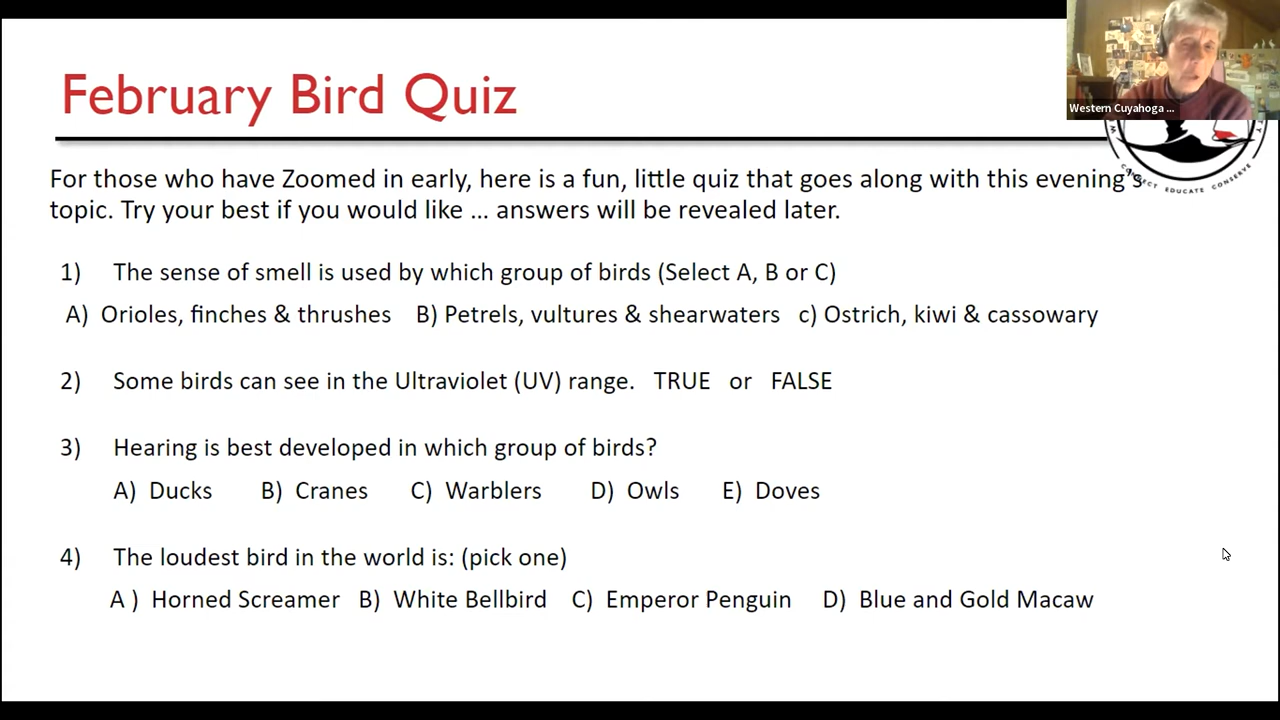 February Bird Quiz
Western Cuyahoga ...
For those who have Zoomed in early, here is a fun, little quiz that goes along with this evening's
topic. Try your best if you would like ... answers will be revealed later.
1) The sense of smell is used by which group of birds (Select A, B or C)
A) Orioles, finches & thrushes B) Petrels, vultures & shearwaters c) Ostrich, kiwi & cassowary
2) Some birds can see in the Ultraviolet (UV) range. TRUE or FALSE
3) Hearing is best developed in which group of birds?
A) Ducks B) Cranes C) Warblers D) Owls E) Doves
4) The loudest bird in the world is: (pick one)
A ) Horned Screamer B) White Bellbird C) Emperor Penguin D) Blue and Gold Macaw
EDUCATE CONSERVE